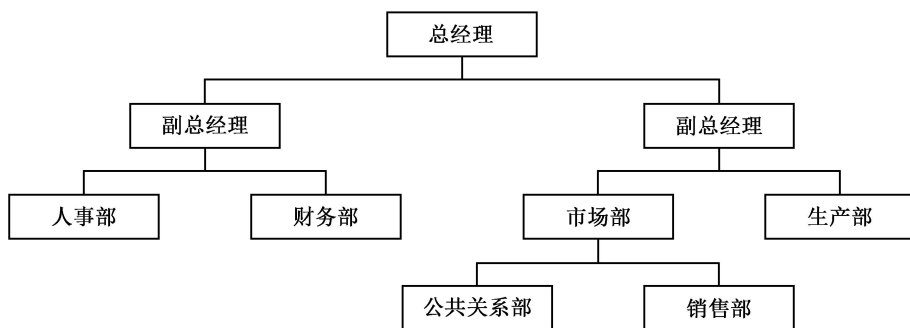 总经理
副总经理
副总经理
人事部
财务部
市场部
生产部
公共关系部
销售部